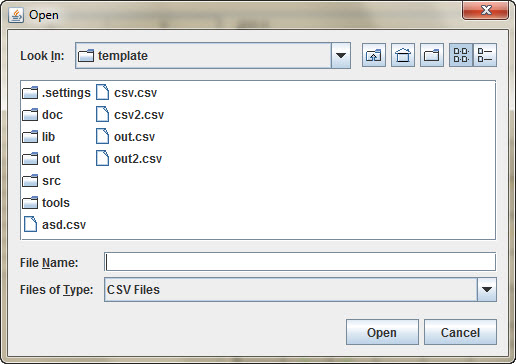 Open
Look In: template
.settings
doc
lib
out
src
tools
asd.csv
csv.csv
csv2.csv
out.csv
out2.csv
File Name:
Files of Type: CSV Files
Open Cancel